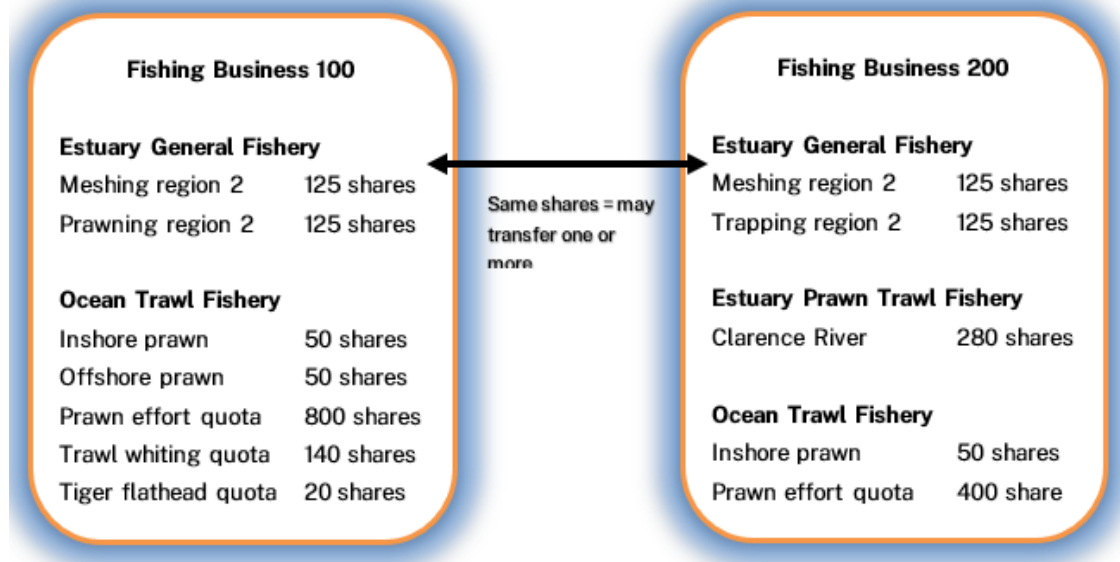 Fishing Business 100
Estuary General Fishery
Meshing region 2 125 shares
Prawning region 2 125 shares
Ocean Trawl Fishery
Inshore prawn 50 shares
Offshore prawn 50 shares
Prawn effort quota 800 shares
Trawl whiting quota 140 shares
Tiger flathead quota 20 shares
Same shares = may
transfer one or
more
Fishing Business 200
Estuary General Fishery
Meshing region 2 125 shares
Trapping region 2 125 shares
Estuary Prawn Trawl Fishery
Clarence River 280 shares
Ocean Trawl Fishery
Inshore prawn 50 shares
Prawn effort quota 400 share